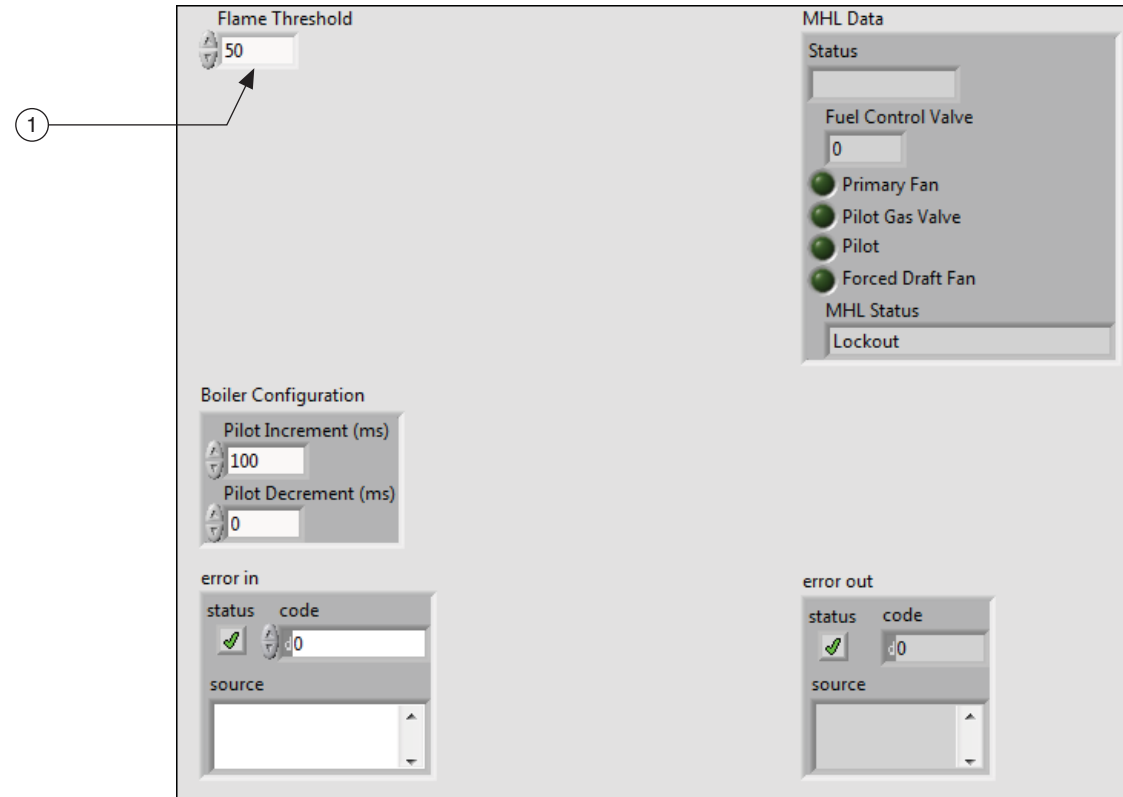 Flame Threshold
50
1
MHL Data
Status
Fuel Control Valve
0
Primary Fan
Pilot Gas Valve
Pilot
Forced Draft Fan
MHL Status
Lockout
Boiler Configuration
Pilot Increment (ms)
100
Pilot Decrement (ms)
0
error in
status code
d0
source
error out
status code
d0
source